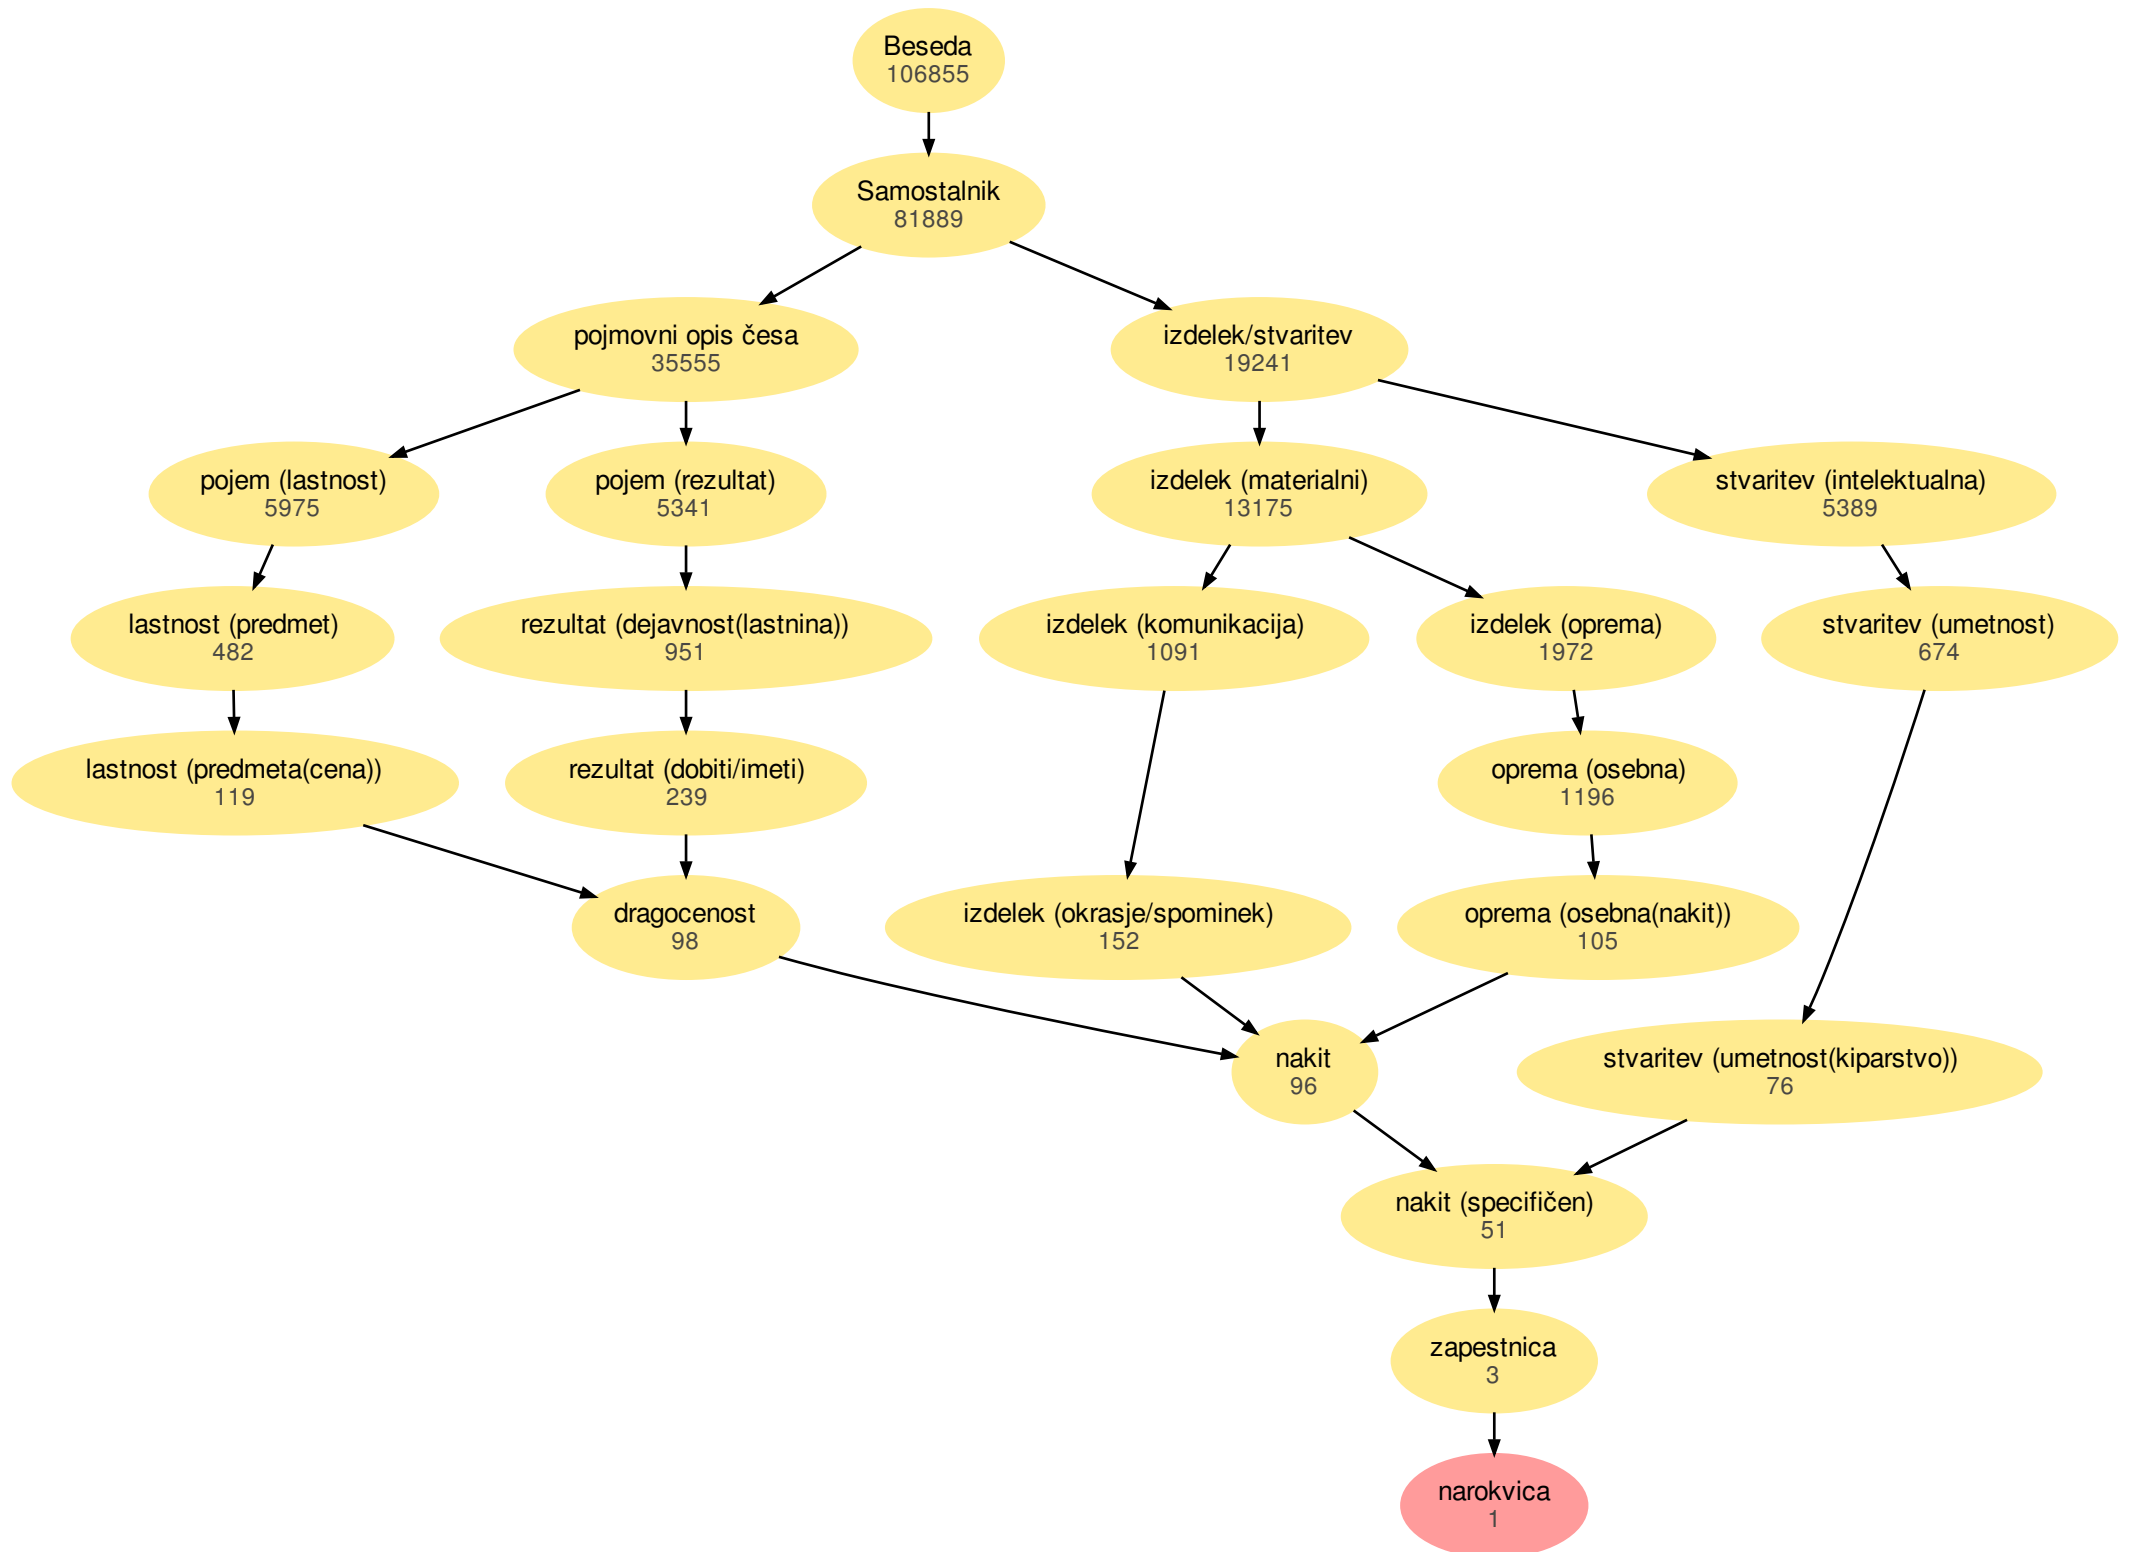 Beseda
106855
Samostalnik
81889
pojmovni opis česa
35555
izdelek/stvaritev
19241
pojem (lastnost)
5975
pojem (rezultat)
5341
izdelek (materialni)
13175
stvaritev (intelektualna)
5389
lastnost (predmet)
482
rezultat (dejavnost(lastnina))
951
izdelek (komunikacija)
1091
izdelek (oprema)
1972
stvaritev (umetnost)
674
lastnost (predmeta(cena))
119
rezultat (dobiti/imeti)
239
oprema (osebna)
1196
dragocenost
98
izdelek (okrasje/spominek)
152
oprema (osebna(nakit))
105
nakit
96
stvaritev (umetnost(kiparstvo))
76
nakit (specifičen)
51
zapestnica
3
narokvica
1